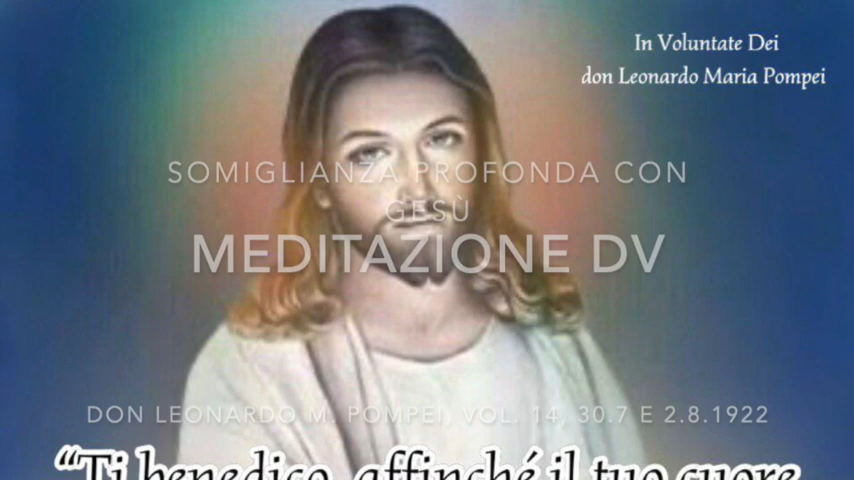 In Voluntate Dei
don Leonardo Maria Pompei
SOMIGLIANZA PROFONDA CON
GESÙ
MEDITAZIONE DV
DON LEONARDO M. POMPEI, VOL. 14, 30.7 E 2.8.1922
“Ti benedico, affinché il tuo cuore